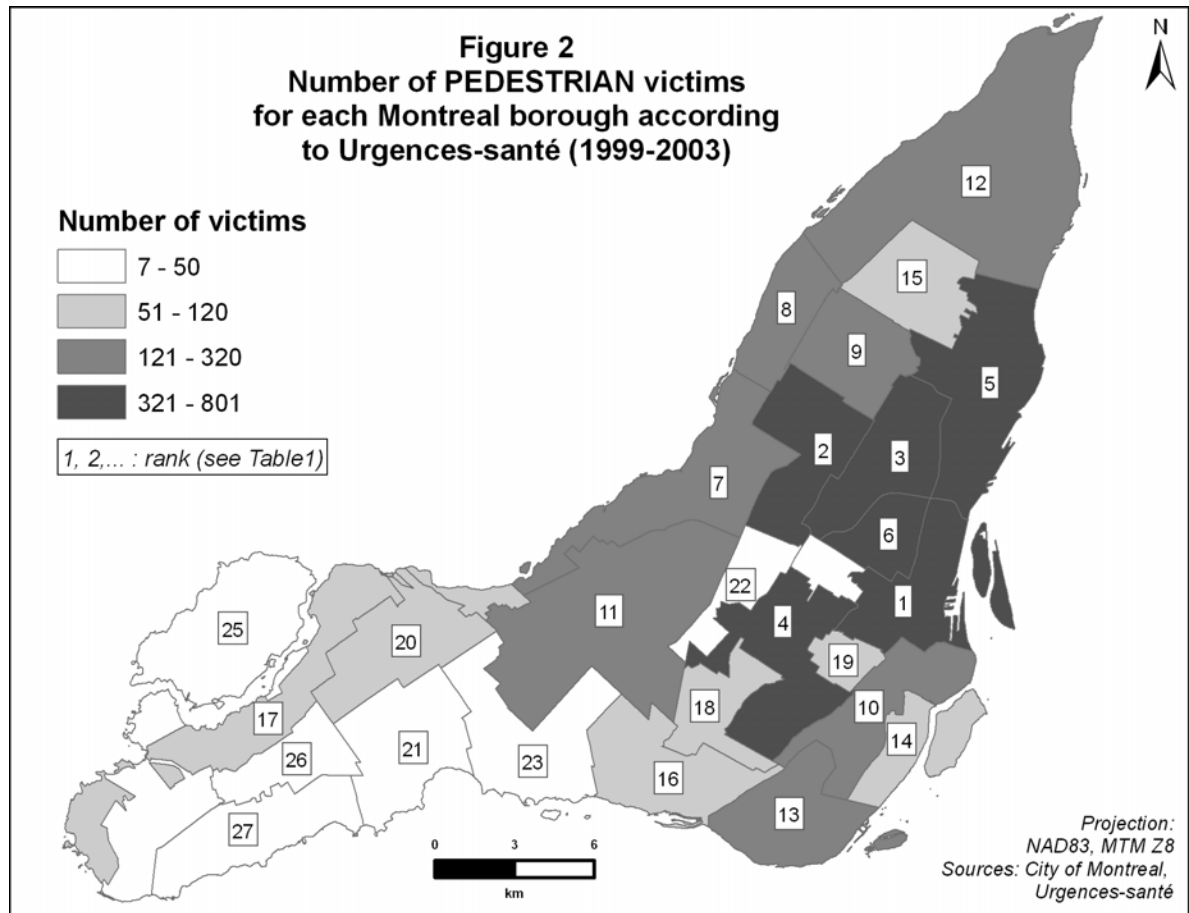 Figure 2
Number of PEDESTRIAN victims
for each Montreal borough according
to Urgences-santé (1999-2003)
N
Number of victims
7 - 50
51 - 120
121 - 320
321 - 801
1, 2,... : rank (see Table1)
12
15
8
9
5
2
3
7
6
22
11
1
4
25
20
19
18
10
17
14
21
23
26
16
13
27
0 3 6
km
Projection:
NAD83, MTM Z8
Sources: City of Montreal,
Urgences-santé